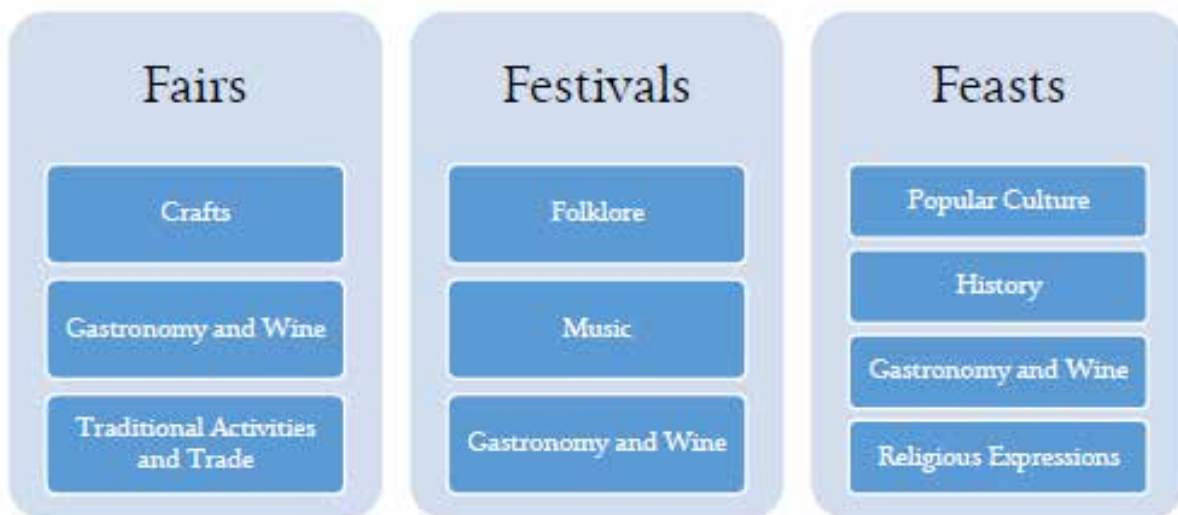 Fairs
Crafts
Gastronomy and Wine
Traditional Activities
and Trade
Festivals
Folklore
Music
Gastronomy and Wine
Feasts
Popular Culture
History
Gastronomy and Wine
Religious Expressions